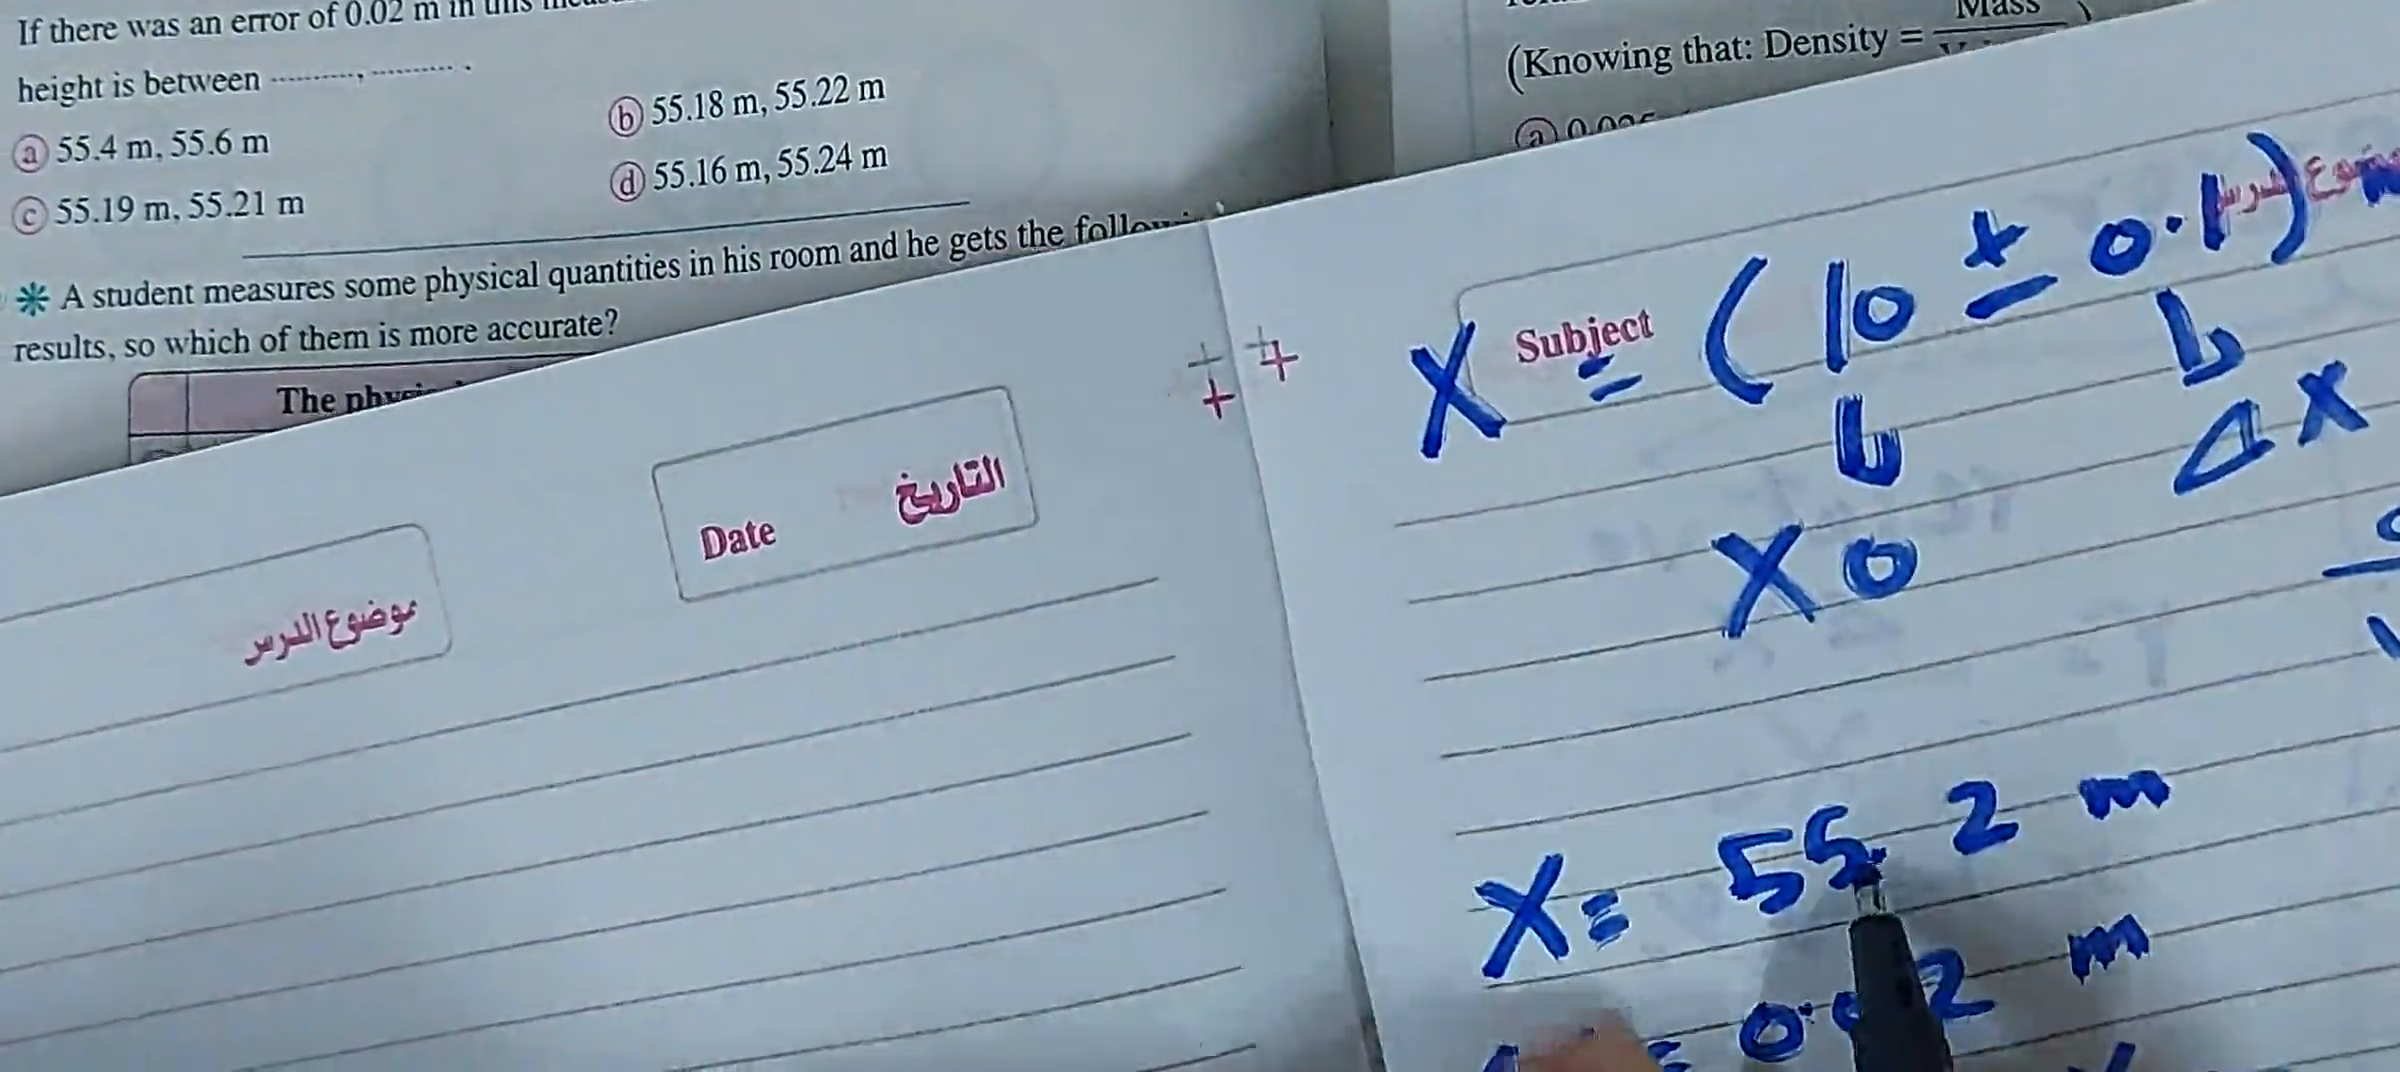 If there was an error of 0.02 m in this
height is between .........., .......... .
ⓐ 55.4 m, 55.6 m
ⓑ 55.18 m, 55.22 m
ⓒ 55.19 m, 55.21 m
ⓓ 55.16 m, 55.24 m
* A student measures some physical quantities in his room and he gets the
results, so which of them is more accurate?
The
Mass
(Knowing that: Density =
ⓐ
موضوع الدرس
Date التاريخ
Subject
X = (10 ± 0.1)
X0
Δx
X = 55.2 m
= 0.02 m